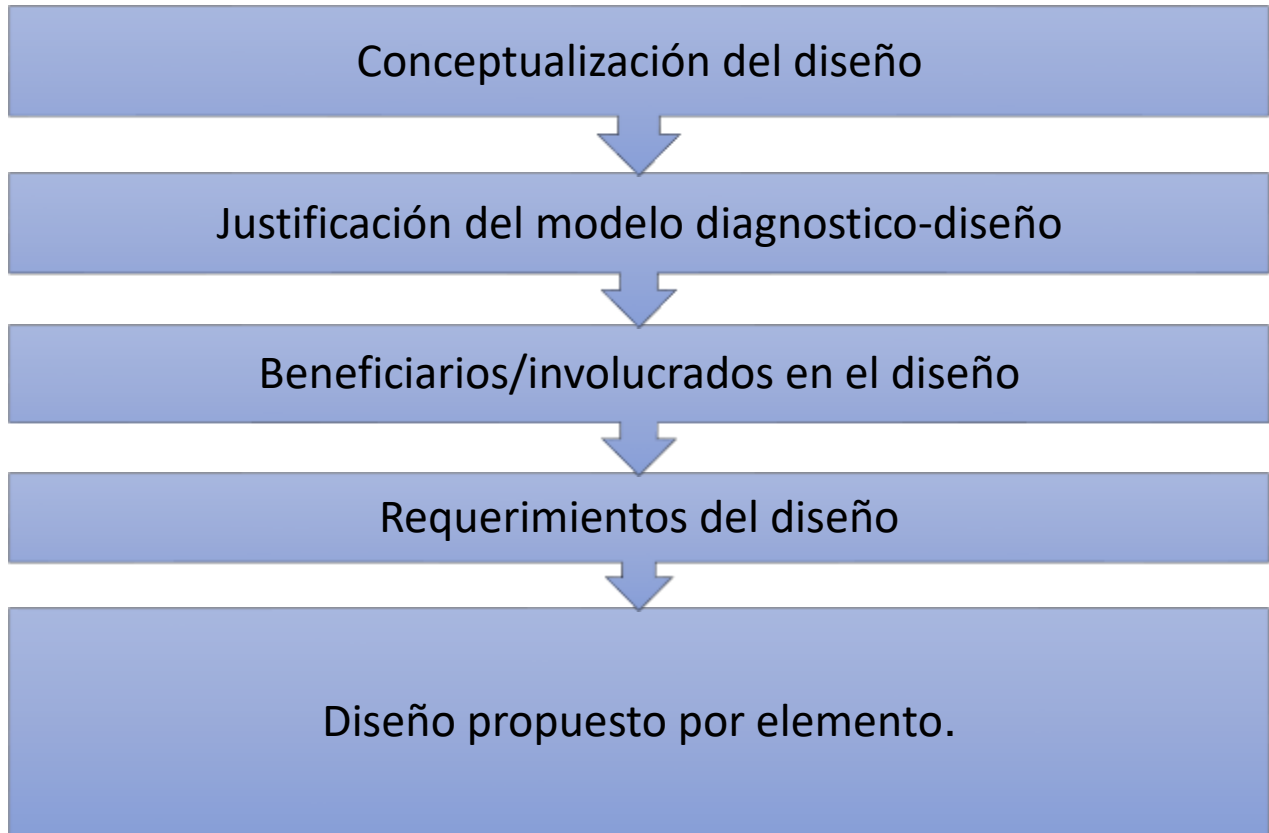 Conceptualización del diseño
Justificación del modelo diagnostico-diseño
Beneficiarios/involucrados en el diseño
Requerimientos del diseño
Diseño propuesto por elemento.